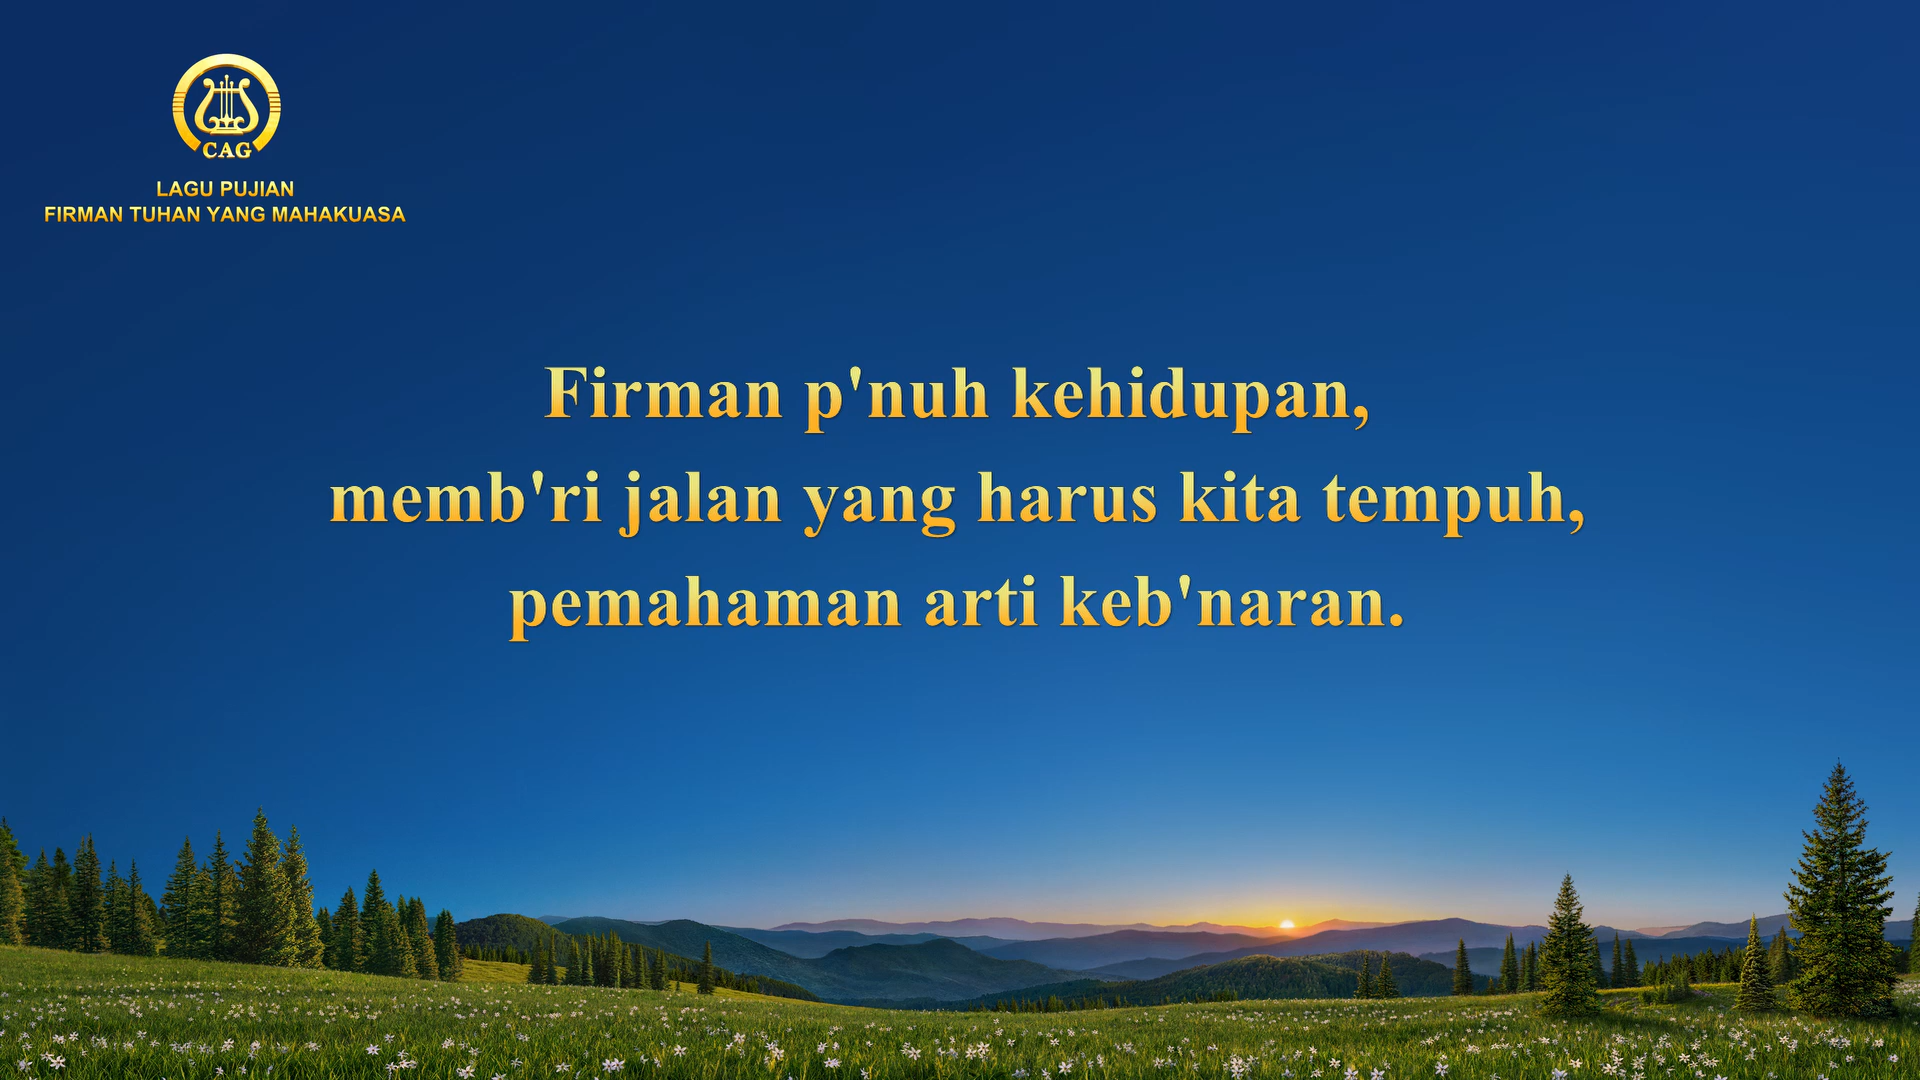 CAG
LAGU PUJIAN
FIRMAN TUHAN YANG MAHAKUASA
Firman p'nuh kehidupan,
memb'ri jalan yang harus kita tempuh,
pemahaman arti keb'naran.